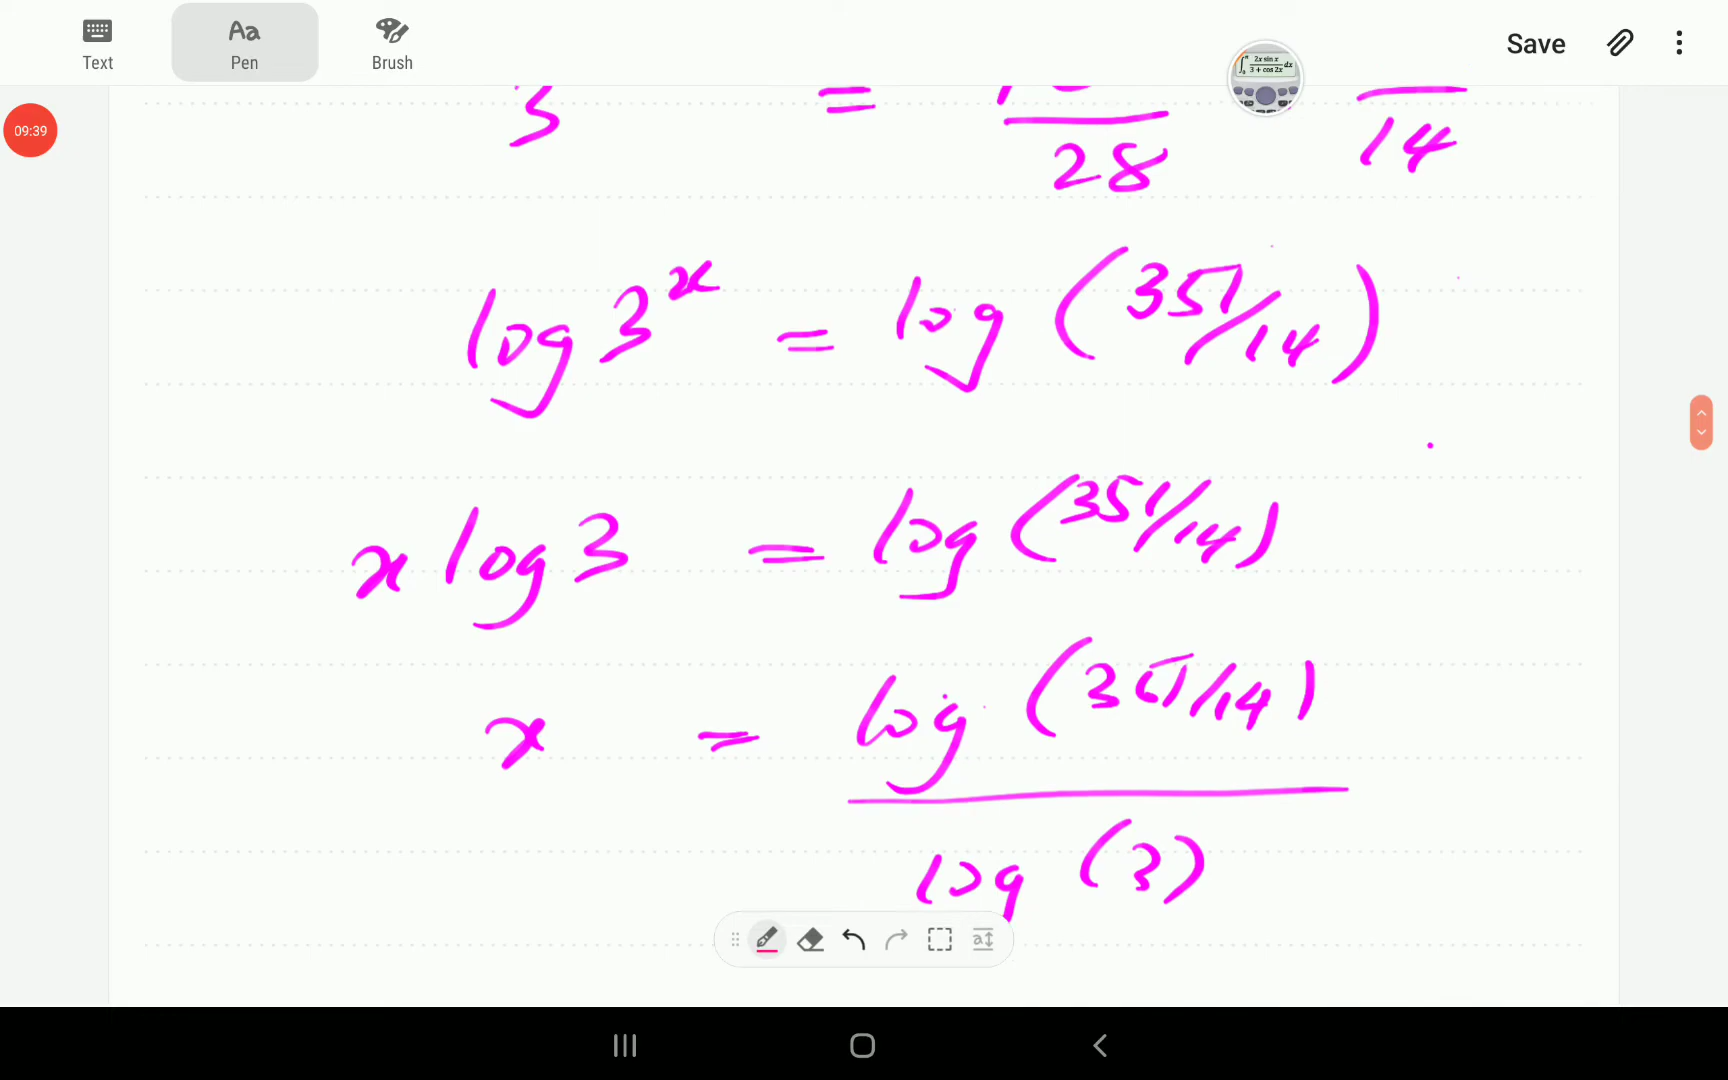 Text
Aa
Pen
Brush
Save
09:39
3 =
28 14
log 3^x = log (351/14)
x log 3 = log (351/14)
x = log (351/14)
log (3)